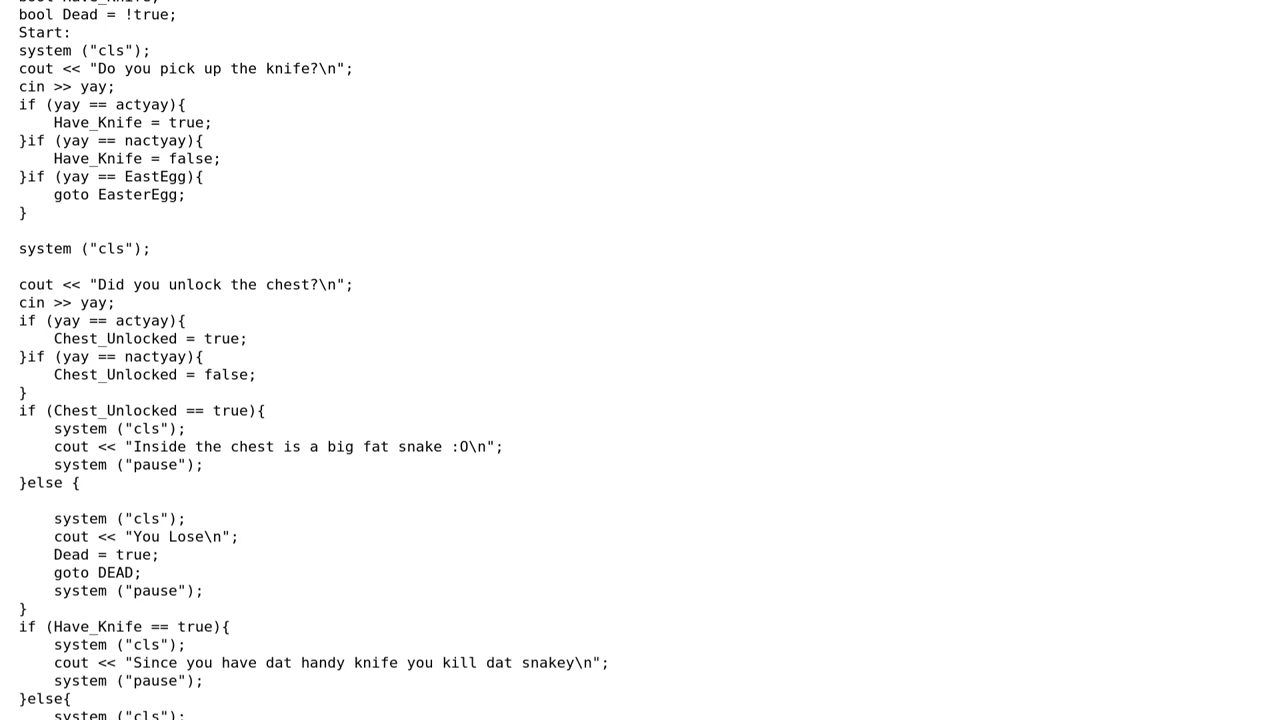 bool Have_Knife;
bool Dead = !true;
Start:
system ("cls");
cout << "Do you pick up the knife?\n";
cin >> yay;
if (yay == actyay){
    Have_Knife = true;
}if (yay == nactyay){
    Have_Knife = false;
}if (yay == EastEgg){
    goto EasterEgg;
}

system ("cls");

cout << "Did you unlock the chest?\n";
cin >> yay;
if (yay == actyay){
    Chest_Unlocked = true;
}if (yay == nactyay){
    Chest_Unlocked = false;
}
if (Chest_Unlocked == true){
    system ("cls");
    cout << "Inside the chest is a big fat snake :O\n";
    system ("pause");
}else {

    system ("cls");
    cout << "You Lose\n";
    Dead = true;
    goto DEAD;
    system ("pause");
}
if (Have_Knife == true){
    system ("cls");
    cout << "Since you have dat handy knife you kill dat snakey\n";
    system ("pause");
}else{
    system ("cls");